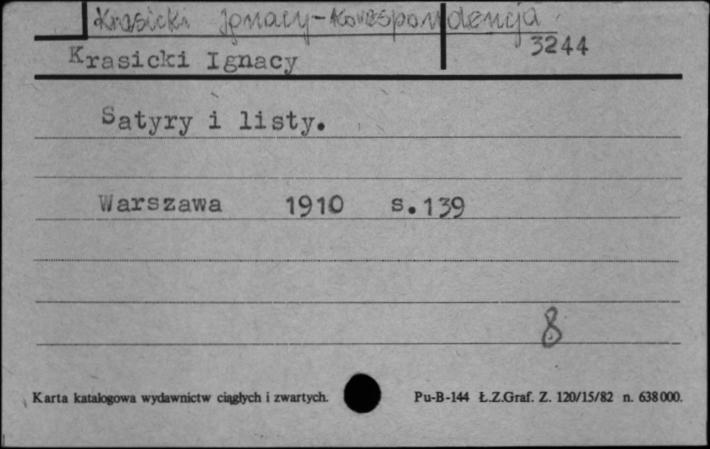 Krasicki Ignacy - Korespondencja
3244
Krasicki Ignacy
Satyry i listy.
Warszawa 1910 s.139
8
Karta katalogowa wydawnictw ciągłych i zwartych. Pu-B-144 Ł.Z.Graf. Z. 120/15/82 n. 638000.